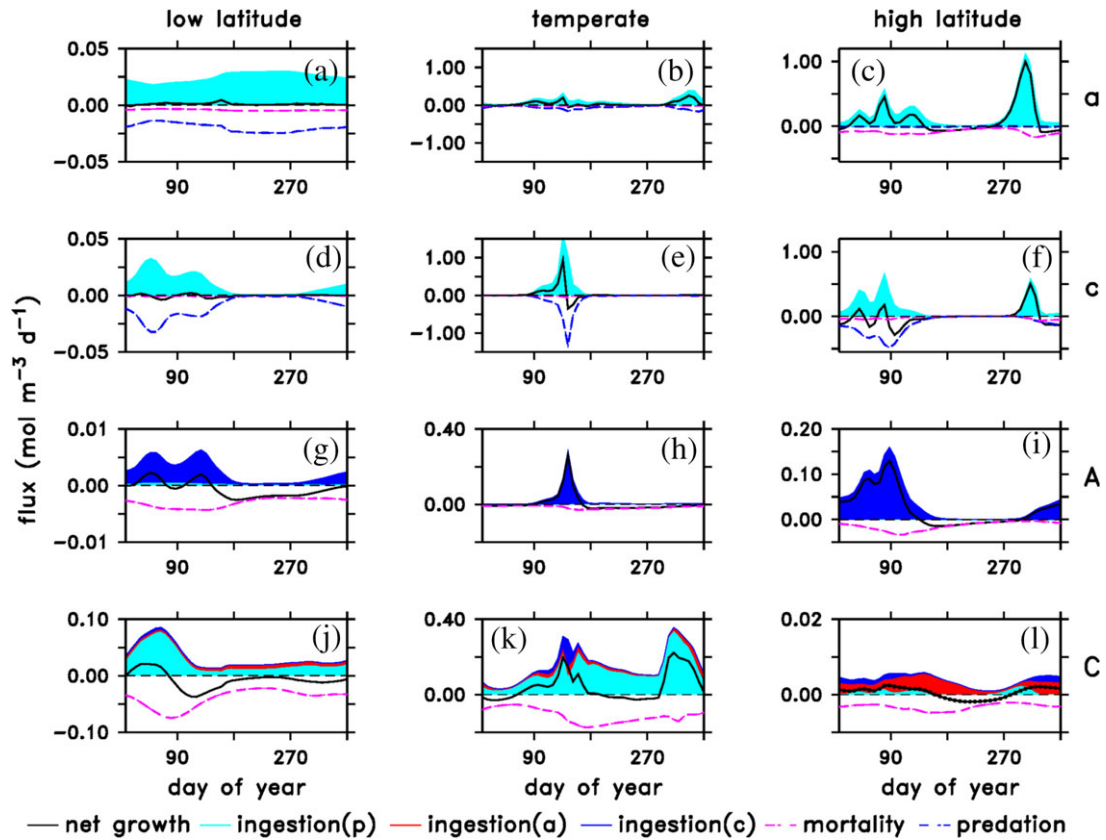 low latitude temperate high latitude
0.05 (a) 1.00 (b) 1.00 (c) a
0.00 0.00 0.00
−0.05 −1.00
90 270 90 270 90 270
0.05 (d) 1.00 (e) 1.00 (f) c
0.00 0.00 0.00
−0.05 −1.00
90 270 90 270 90 270
flux (mol m⁻³ d⁻¹)
0.01 (g) 0.40 (h) 0.20 (i) A
0.00 0.00 0.10
−0.01 0.00
90 270 90 270 90 270
0.10 (j) 0.40 (k) 0.02 (l) C
0.00 0.00 0.00
−0.10
90 270 90 270 90 270
day of year day of year day of year
net growth ingestion(p) ingestion(a) ingestion(c) mortality predation